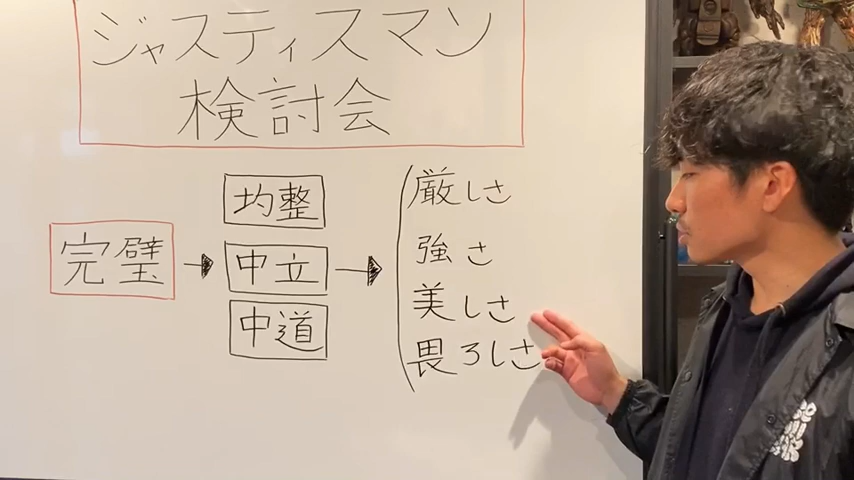 ジャスティスマン
検討会
完璧
均整
中立
中道
厳しさ
強さ
美しさ
畏ろしさ